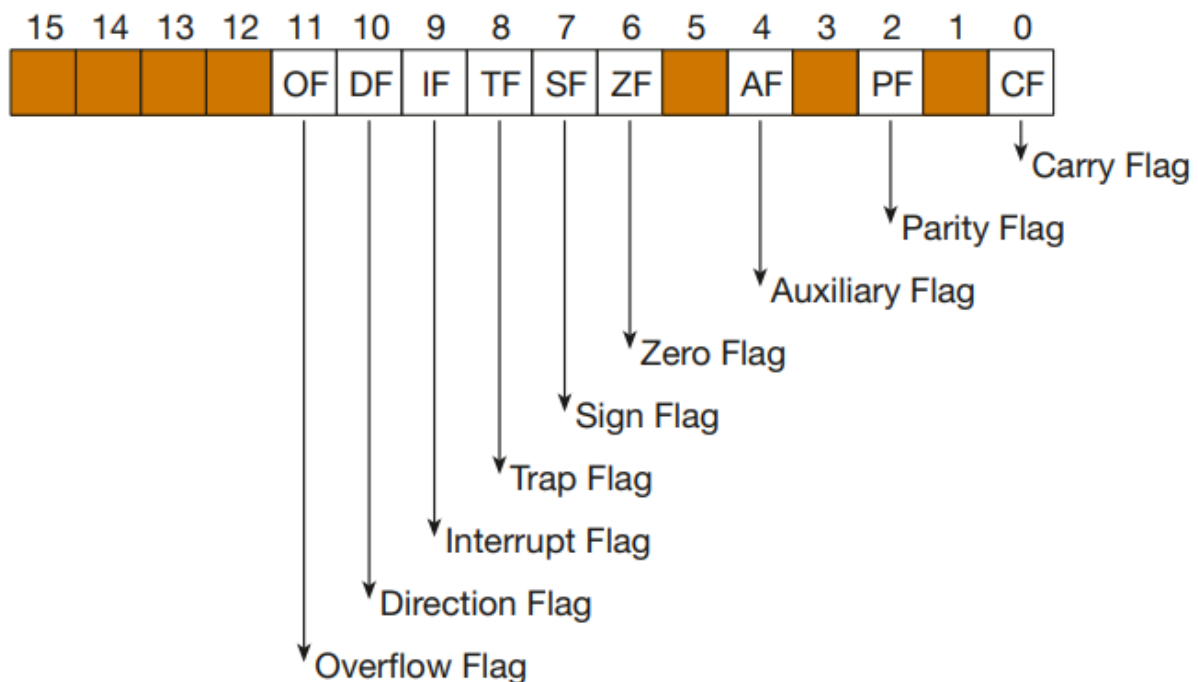 15 14 13 12 11 10 9 8 7 6 5 4 3 2 1 0
OF DF IF TF SF ZF AF PF CF
Carry Flag
Parity Flag
Auxiliary Flag
Zero Flag
Sign Flag
Trap Flag
Interrupt Flag
Direction Flag
Overflow Flag